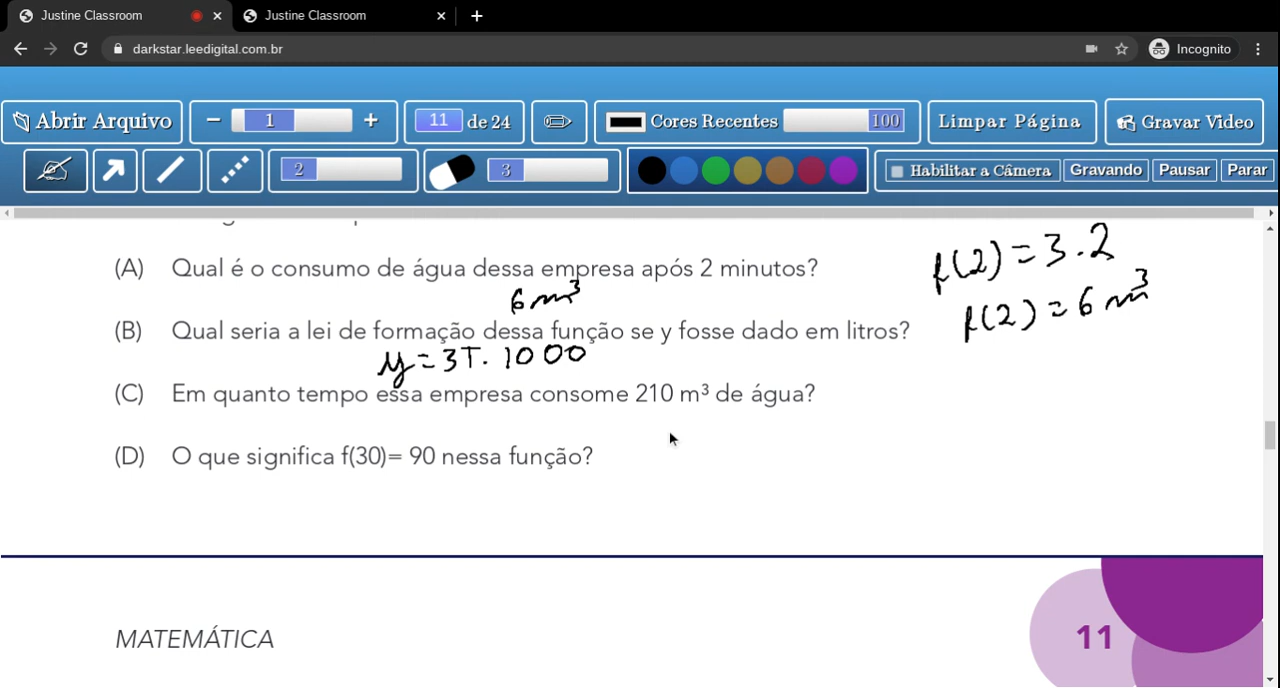 Justine Classroom
Justine Classroom
darkstar.leedigital.com.br
Incognito
Abrir Arquivo
1
11 de 24
Cores Recentes
100
Limpar Página
Gravar Video
2
3
Habilitar a Câmera
Gravando
Pausar
Parar
(A) Qual é o consumo de água dessa empresa após 2 minutos?
6 m³
f(2) = 3.2
f(2) = 6 m³
(B) Qual seria a lei de formação dessa função se y fosse dado em litros?
y = 3T. 1000
(C) Em quanto tempo essa empresa consome 210 m³ de água?
(D) O que significa f(30)= 90 nessa função?
MATEMÁTICA
11